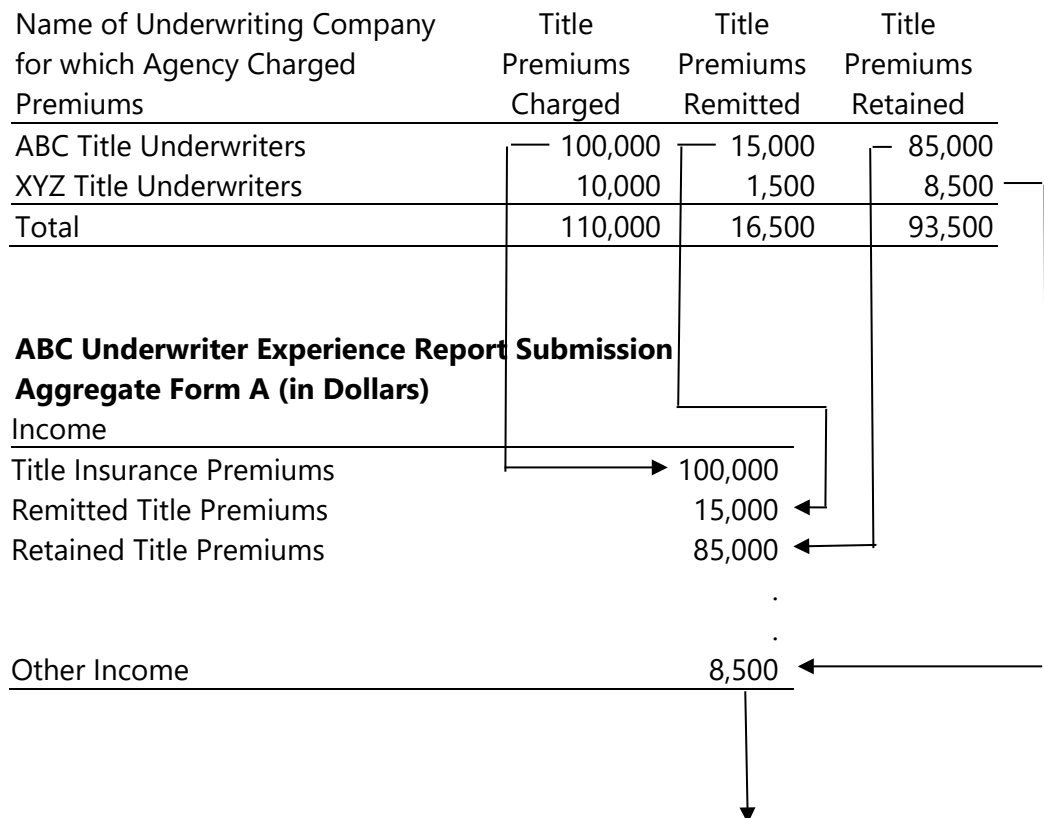 Name of Underwriting Company Title Title Title
for which Agency Charged Premiums Premiums Premiums
Premiums Charged Remitted Retained
ABC Title Underwriters 100,000 15,000 85,000
XYZ Title Underwriters 10,000 1,500 8,500
Total 110,000 16,500 93,500
ABC Underwriter Experience Report Submission
Aggregate Form A (in Dollars)
Income
Title Insurance Premiums 100,000
Remitted Title Premiums 15,000
Retained Title Premiums 85,000
.
.
Other Income 8,500